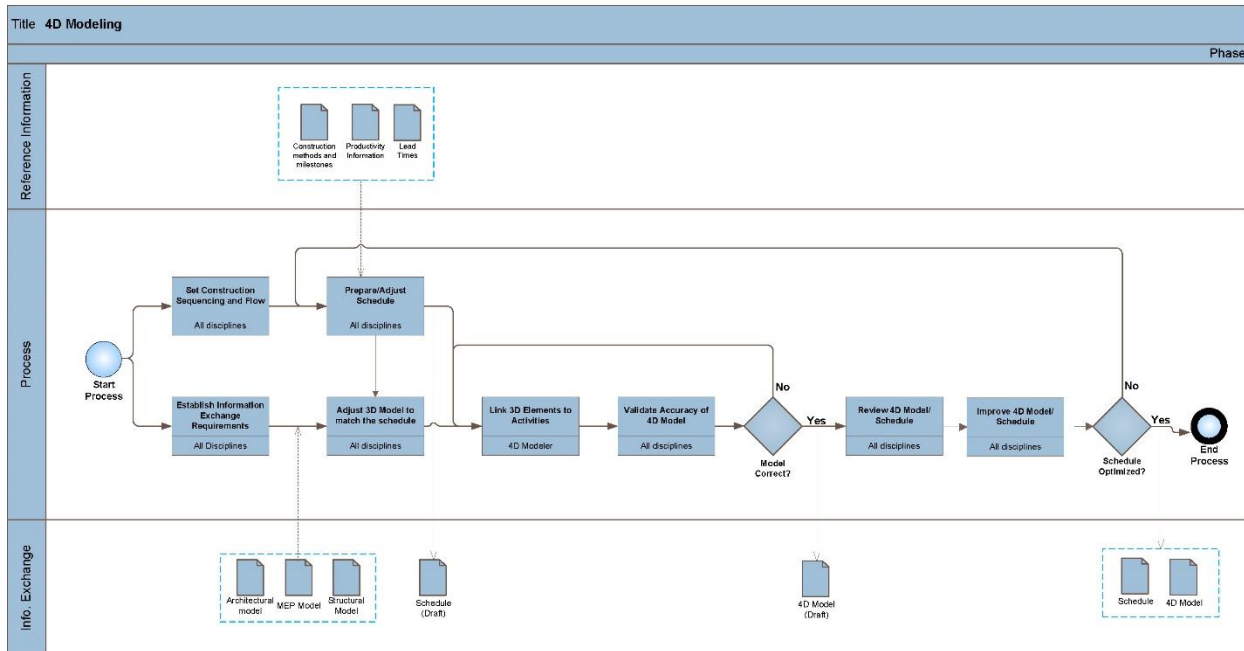 Title 4D Modeling
Phase
Reference Information
Construction
methods and
milestones
Productivity
Information
Lead
Times
Process
Start
Process
Set Construction
Sequencing and Flow
All disciplines
Prepare/Adjust
Schedule
All disciplines
Establish Information
Exchange
Requirements
All Disciplines
Adjust 3D Model to
match the schedule
All disciplines
Link 3D Elements to
Activities
4D Modeler
Validate Accuracy of
4D Model
All disciplines
No
Yes
Model
Correct?
Review 4D Model/
Schedule
All disciplines
Improve 4D Model/
Schedule
All disciplines
No
Yes
Schedule
Optimized?
End
Process
Info. Exchange
Architectural
model
MEP Model
Structural
Model
Schedule
(Draft)
4D Model
(Draft)
Schedule
4D Model